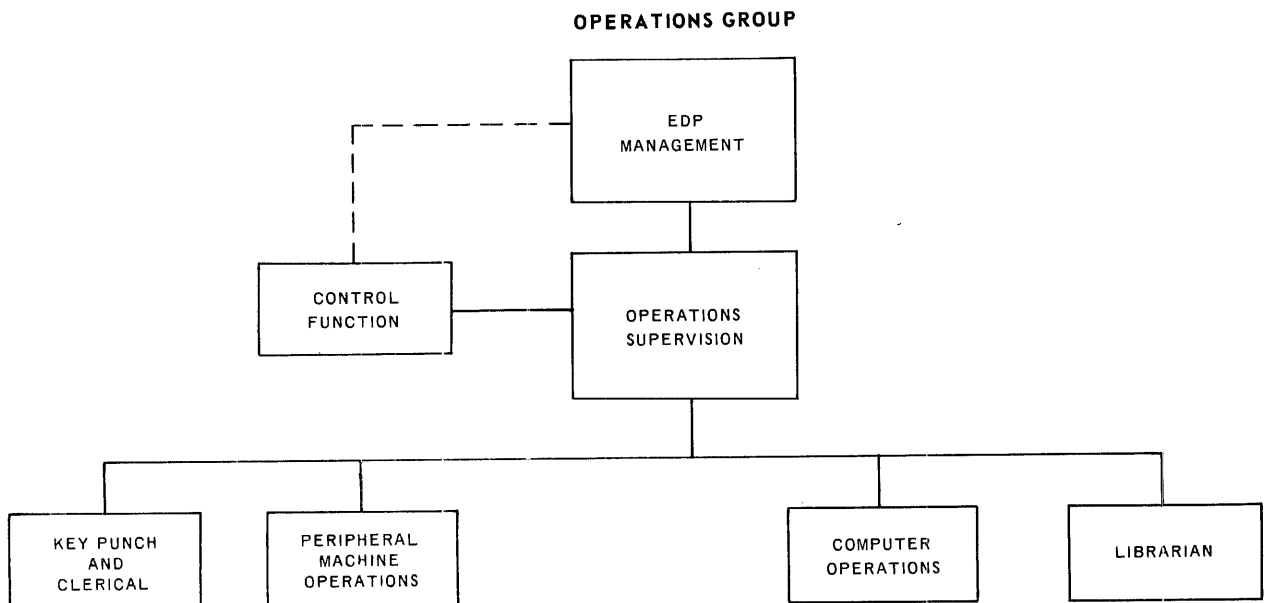 OPERATIONS GROUP
EDP
MANAGEMENT
CONTROL
FUNCTION
OPERATIONS
SUPERVISION
KEY PUNCH
AND
CLERICAL
PERIPHERAL
MACHINE
OPERATIONS
COMPUTER
OPERATIONS
LIBRARIAN